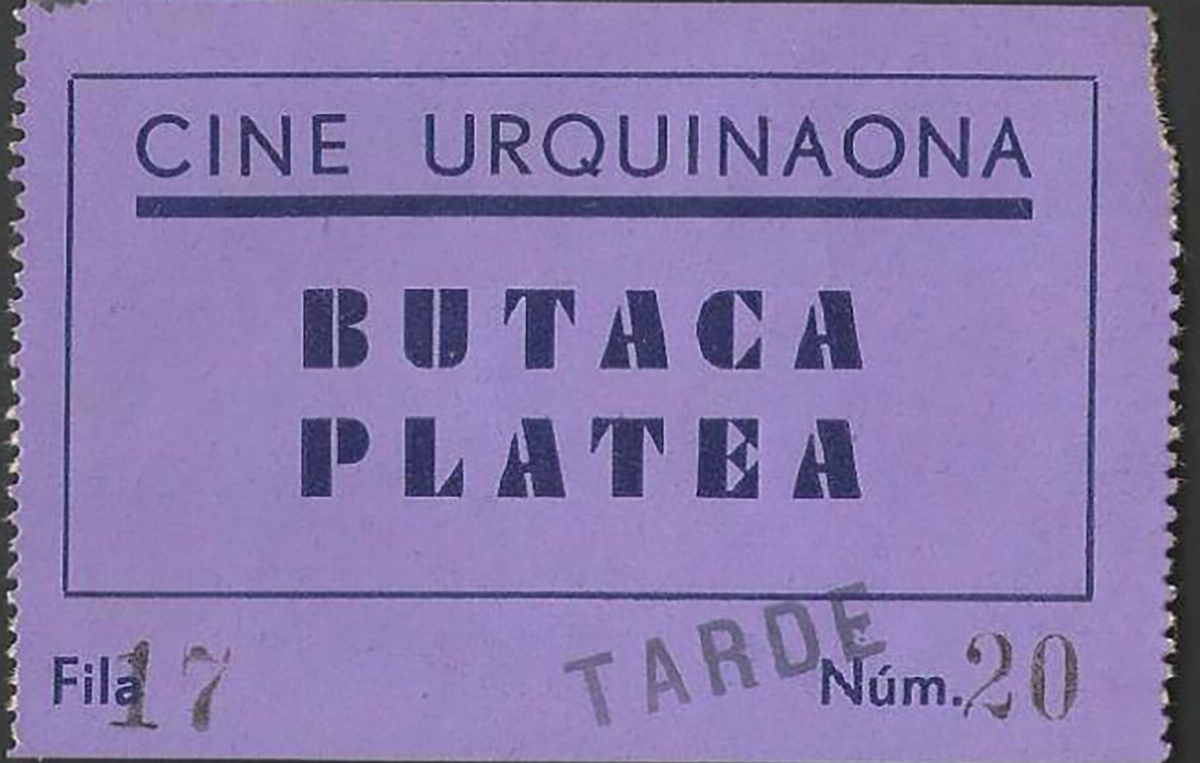 CINE URQUINAONA
BUTACA
PLATEA
TARDE
Fila 17 Núm. 20